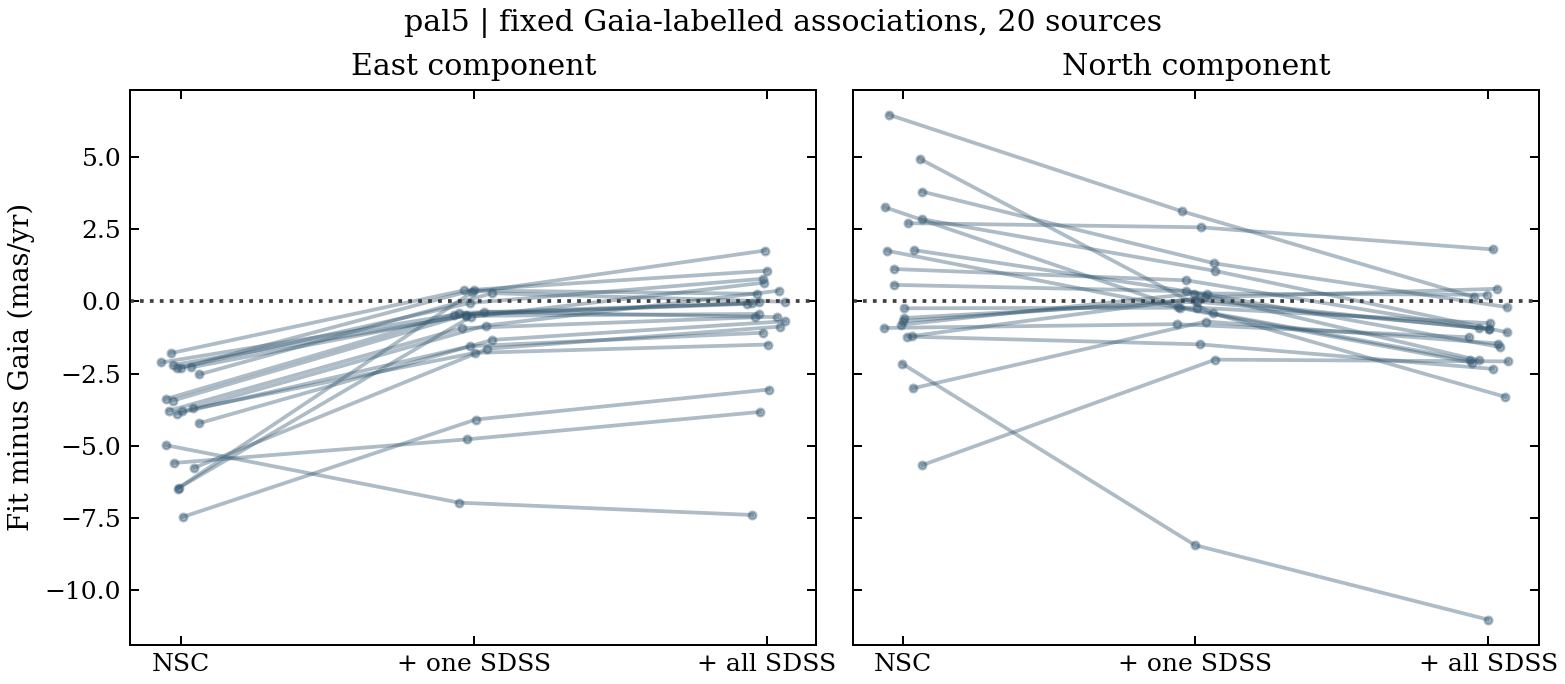 pal5 | fixed Gaia-labelled associations, 20 sources
East component
North component
Fit minus Gaia (mas/yr)
5.0
2.5
0.0
−2.5
−5.0
−7.5
−10.0
NSC
+ one SDSS
+ all SDSS
NSC
+ one SDSS
+ all SDSS